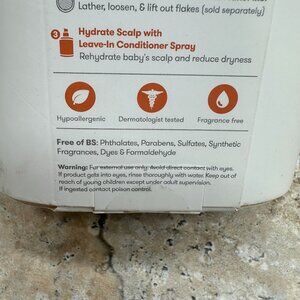 Lather, loosen, & lift out flakes (sold separately)
3 Hydrate Scalp with
Leave-In Conditioner Spray
Rehydrate baby's scalp and reduce dryness
Hypoallergenic
Dermatologist tested
Fragrance free
Free of BS: Phthalates, Parabens, Sulfates, Synthetic
Fragrances, Dyes & Formaldehyde
Warning: For external use only. Avoid direct contact with eyes.
If product gets into eyes, rinse thoroughly with water. Keep out of
reach of young children except under adult supervision.
If ingested contact poison control.